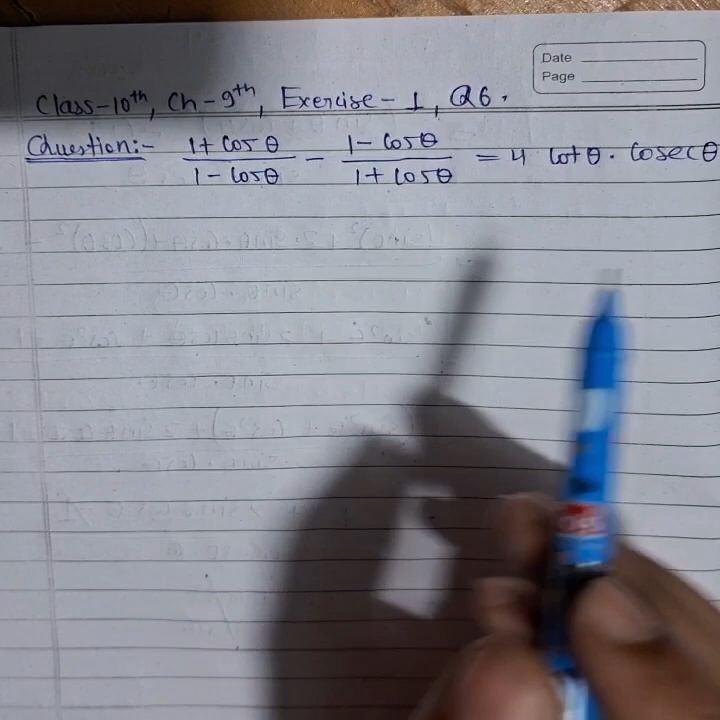 Date
Page
Class-10th, Ch-9th, Exercise-1, Q6.
Question:- 1+cosθ/1-cosθ - 1-cosθ/1+cosθ = 4 cotθ. cosecθ